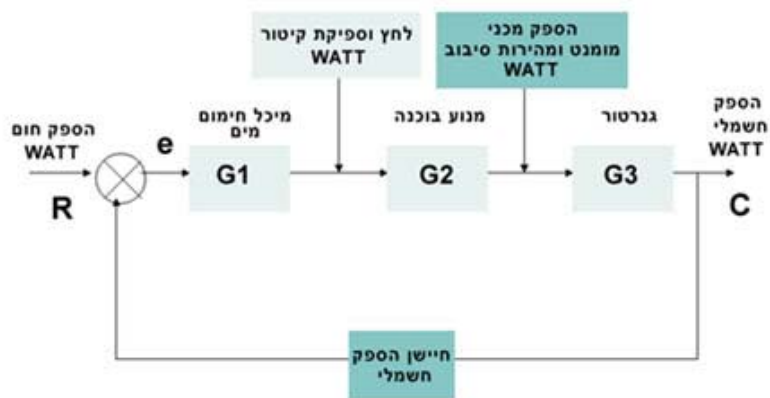 לחץ וספיקת קיטור
WATT
הספק מכני
מומנט ומהירות סיבוב
WATT
הספק חום
WATT
R
e
מיכל חימום
מים
G1
מנוע בוכנה
G2
גנרטור
G3
הספק
חשמלי
WATT
C
חיישן הספק
חשמלי